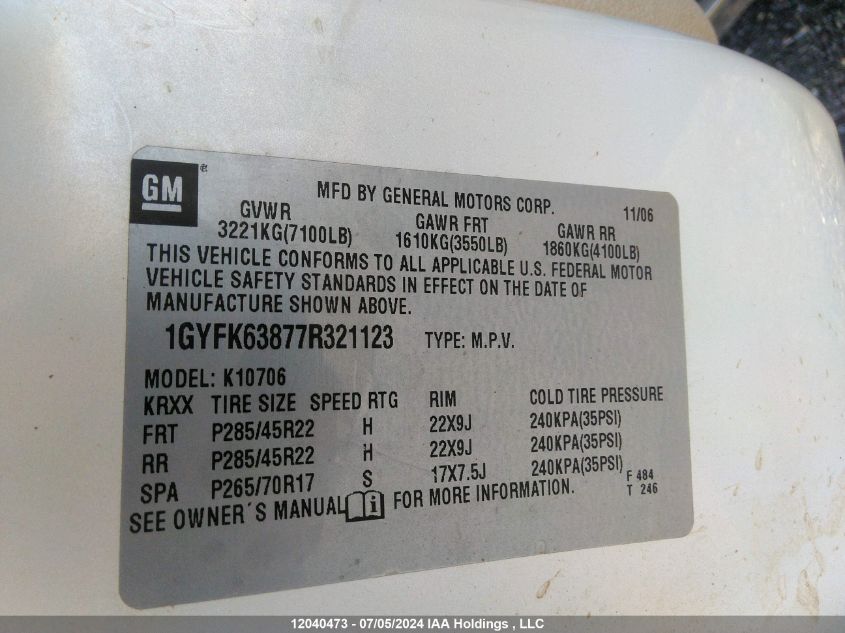 GM ®
MFD BY GENERAL MOTORS CORP. 11/06
GVWR GAWR FRT GAWR RR
3221KG(7100LB) 1610KG(3550LB) 1860KG(4100LB)
THIS VEHICLE CONFORMS TO ALL APPLICABLE U.S. FEDERAL MOTOR
VEHICLE SAFETY STANDARDS IN EFFECT ON THE DATE OF
MANUFACTURE SHOWN ABOVE.
1GYFK63877R321123 TYPE: M.P.V.
MODEL: K10706
KRXX TIRE SIZE SPEED RTG RIM COLD TIRE PRESSURE
FRT P285/45R22 H 22X9J 240KPA(35PSI)
RR P285/45R22 H 22X9J 240KPA(35PSI)
SPA P265/70R17 S 17X7.5J 240KPA(35PSI)
F 484
T 246
SEE OWNER´S MANUAL i FOR MORE INFORMATION.
12040473 - 07/05/2024 IAA Holdings , LLC